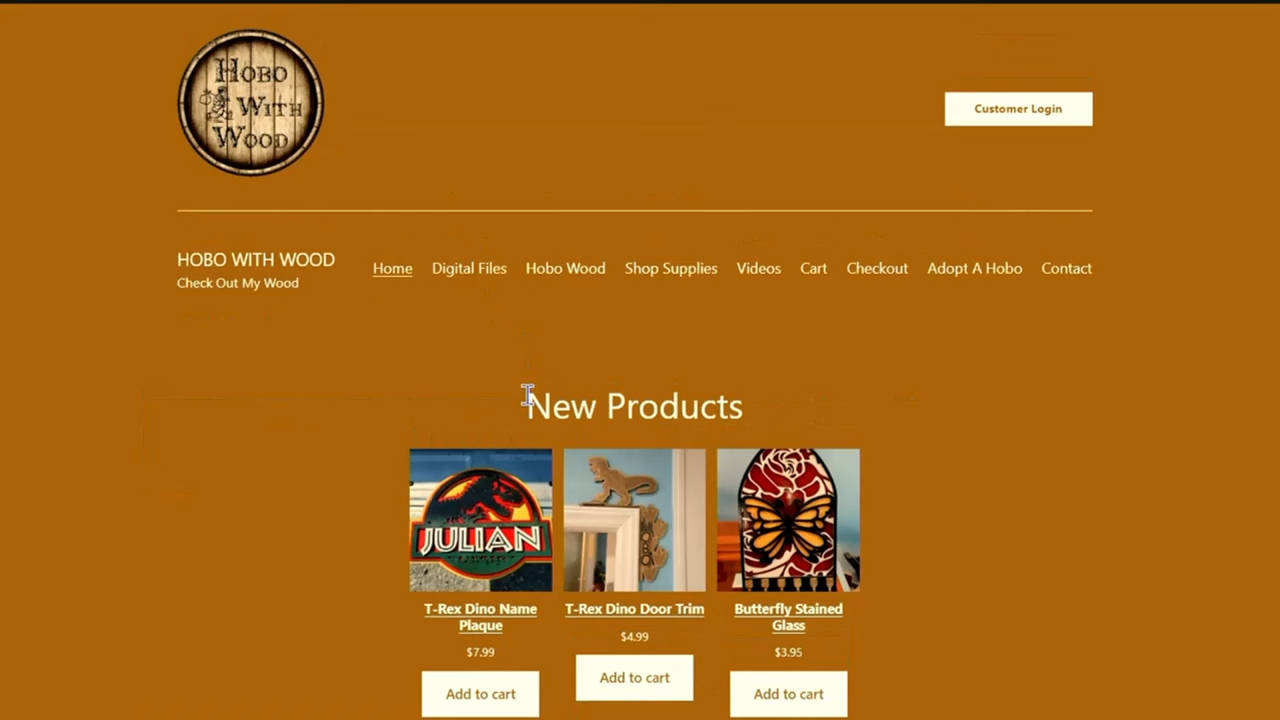 HOBO
WITH
WOOD
Customer Login
HOBO WITH WOOD
Check Out My Wood
Home Digital Files Hobo Wood Shop Supplies Videos Cart Checkout Adopt A Hobo Contact
New Products
JULIAN
HOBO
T-Rex Dino Name
Plaque
$7.99
Add to cart
T-Rex Dino Door Trim
$4.99
Add to cart
Butterfly Stained
Glass
$3.95
Add to cart